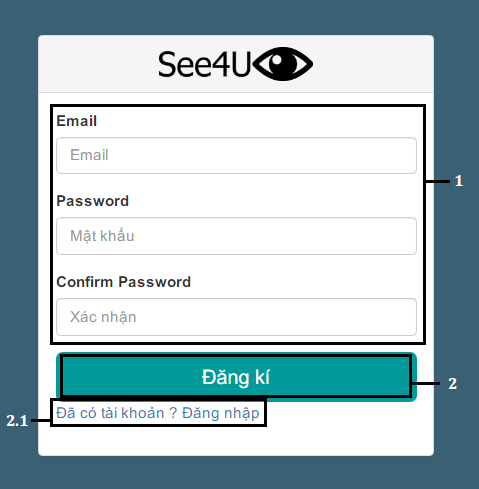 See4U
Email
Email
1
Password
Mật khẩu
Confirm Password
Xác nhận
Đăng kí
2
2.1
Đã có tài khoản ? Đăng nhập